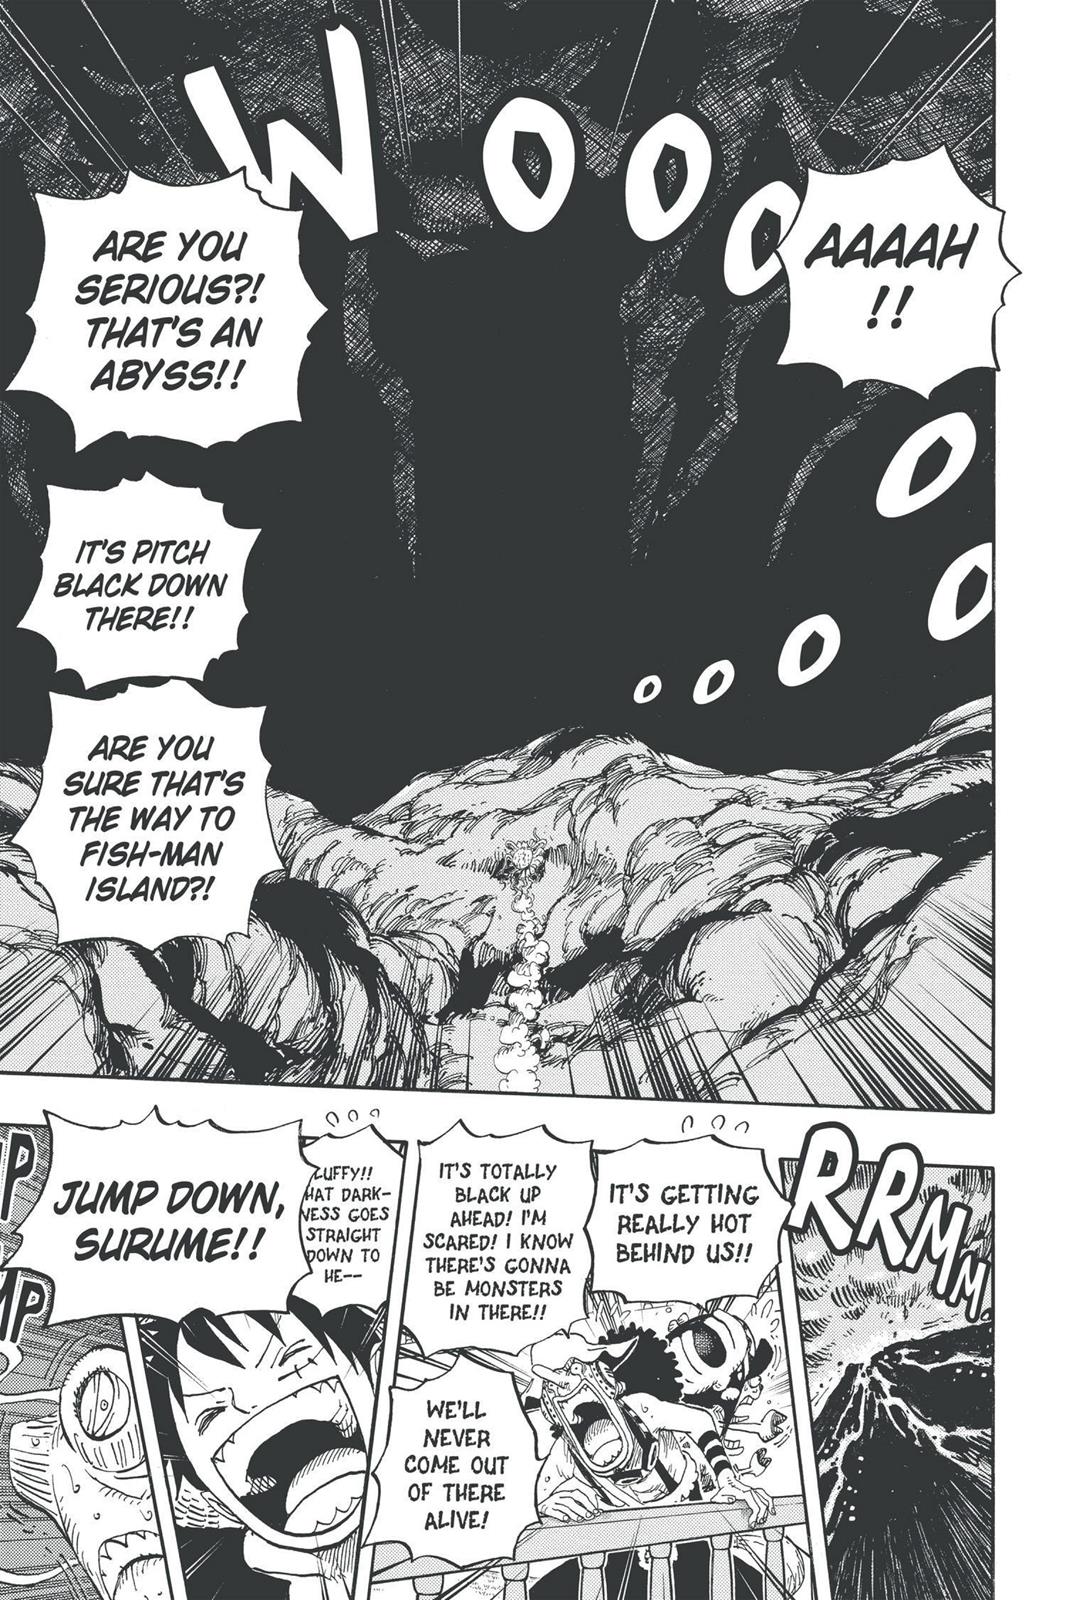 WOOOOOOOO
AAAAH
!!
ARE YOU
SERIOUS?!
THAT'S AN
ABYSS!!
IT'S PITCH
BLACK DOWN
THERE!!
ARE YOU
SURE THAT'S
THE WAY TO
FISH-MAN
ISLAND?!
RRMM
IT'S GETTING
REALLY HOT
BEHIND US!!
IT'S TOTALLY
BLACK UP
AHEAD! I'M
SCARED! I KNOW
THERE'S GONNA
BE MONSTERS
IN THERE!!
WE'LL
NEVER
COME OUT
OF THERE
ALIVE!
LUFFY!!
HAT DARK-
NESS GOES
STRAIGHT
DOWN TO
HE--
JUMP DOWN,
SURUME!!
MP
MP